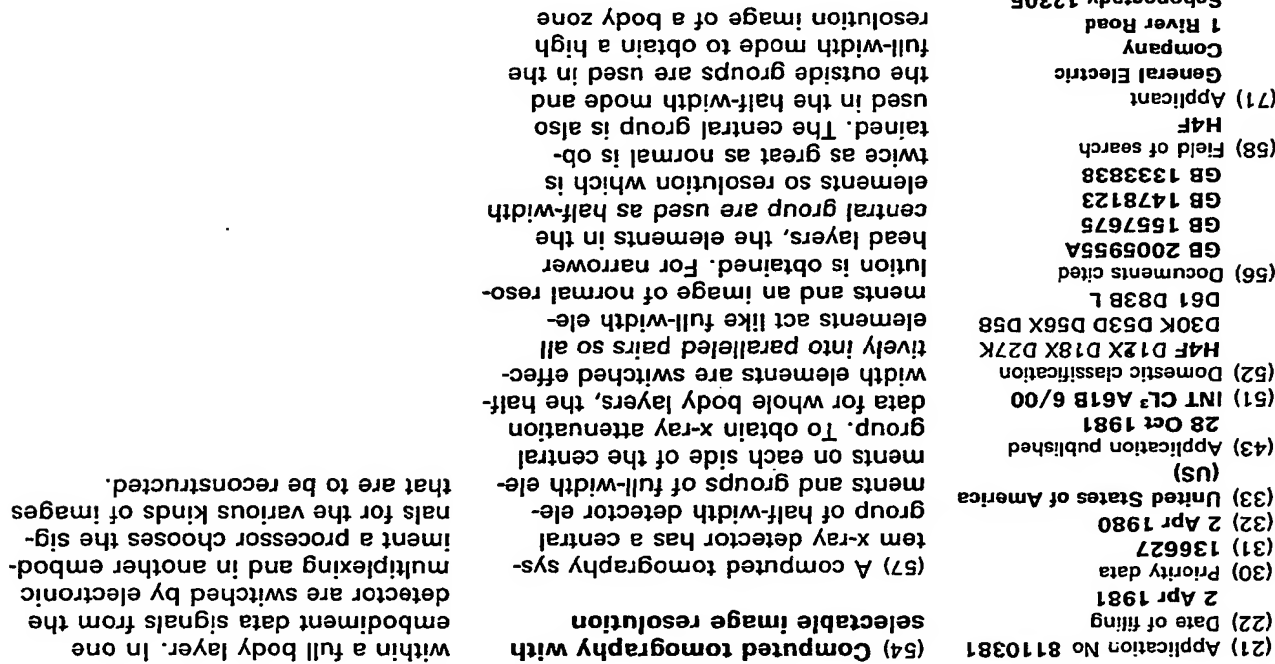 (21) Application No 8110381
(22) Date of filing
2 Apr 1981
(30) Priority data
(31) 136627
(32) 2 Apr 1980
(33) United States of America
(US)
(43) Application published
28 Oct 1981
(51) INT CL³ A61B 6/00
(52) Domestic classification
H4F D12X D18X D27K
D30K D53D D56X D58
D61 D83B L
(56) Documents cited
GB 2005955A
GB 1557675
GB 1478123
GB 1333838
(58) Field of search
H4F
(71) Applicant
General Electric
Company
1 River Road
Schenectady 12305
(54) Computed tomography with
selectable image resolution
(57) A computed tomography sys-
tem x-ray detector has a central
group of half-width detector ele-
ments and groups of full-width ele-
ments on each side of the central
group. To obtain x-ray attenuation
data for whole body layers, the half-
width elements are switched effec-
tively into paralleled pairs so all
elements act like full-width ele-
ments and an image of normal reso-
lution is obtained. For narrower
head layers, the elements in the
central group are used as half-width
elements so resolution which is
twice as great as normal is ob-
tained. The central group is also
used in the half-width mode and
the outside groups are used in the
full-width mode to obtain a high
resolution image of a body zone
within a full body layer. In one
embodiment data signals from the
detector are switched by electronic
multiplexing and in another embod-
iment a processor chooses the sig-
nals for the various kinds of images
that are to be reconstructed.